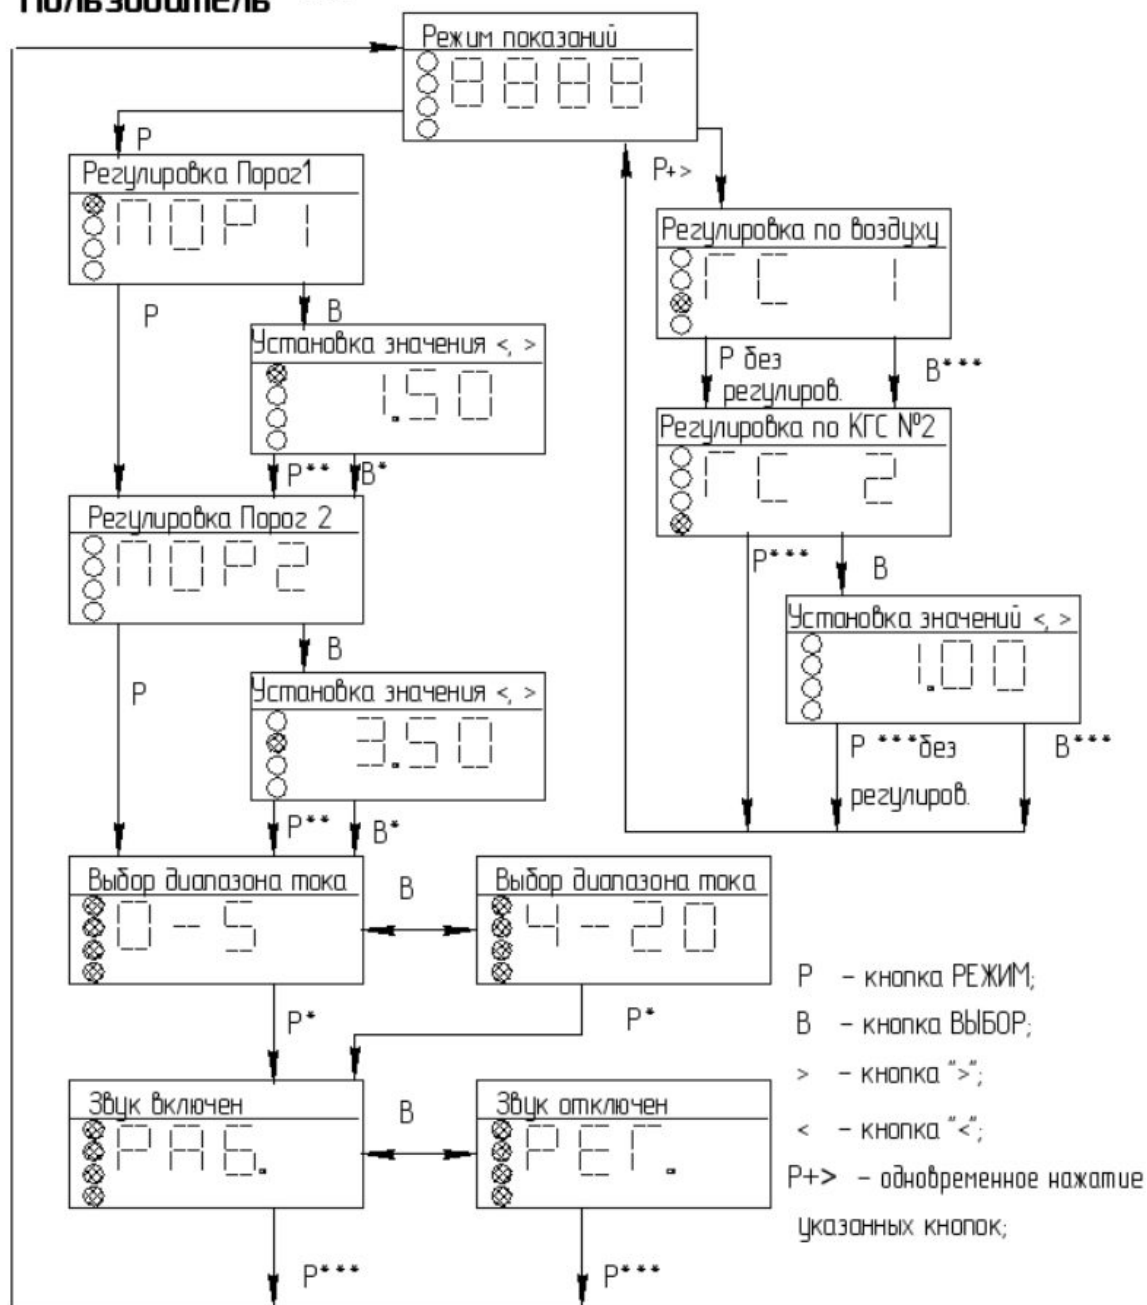 Пользователь
Режим показаний
8888
Р
Р+>
Регулировка Порог1
ПОР 1
Р
В
Установка значения <, >
1.50
Р**
В*
Регулировка Порог 2
ПОР2
Р
В
Установка значения <, >
3.50
Р**
В*
Выбор диапазона тока
0-5
В
Выбор диапазона тока
4-20
Р*
Р*
Звук включен
РАБ.
В
Звук отключен
РЕГ.
Р***
Р***
Регулировка по воздуху
ГС 1
Р без
регулиров.
В***
Регулировка по КГС №2
ГС 2
Р***
В
Установка значений <, >
1.00
Р ***без
регулиров.
В***
Р – кнопка РЕЖИМ;
В – кнопка ВЫБОР;
> – кнопка ">";
< – кнопка "<";
Р+> – одновременное нажатие
указанных кнопок;